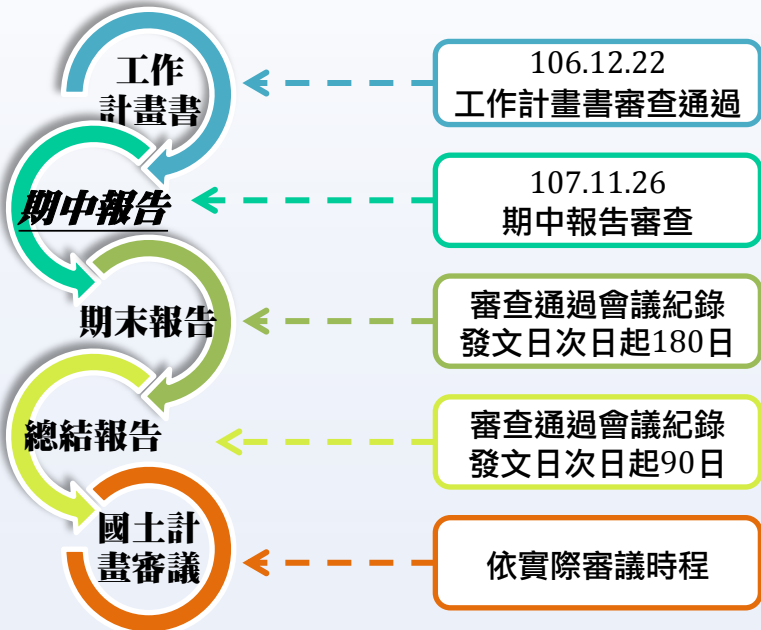 工作
計畫書
106.12.22
工作計畫書審查通過
期中報告
107.11.26
期中報告審查
期末報告
審查通過會議紀錄
發文日次日起180日
總結報告
審查通過會議紀錄
發文日次日起90日
國土計
畫審議
依實際審議時程